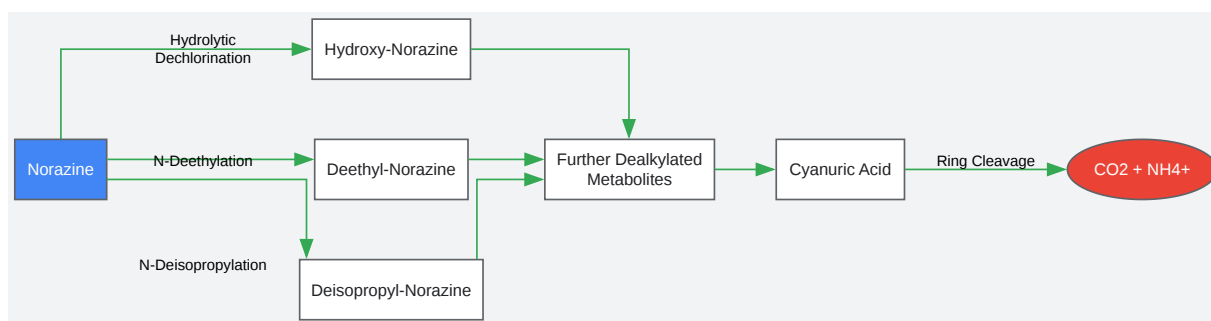 Hydrolytic
Dechlorination
Hydroxy-Norazine
Norazine
N-Deethylation
Deethyl-Norazine
Further Dealkylated
Metabolites
Cyanuric Acid
Ring Cleavage
CO2 + NH4+
N-Deisopropylation
Deisopropyl-Norazine